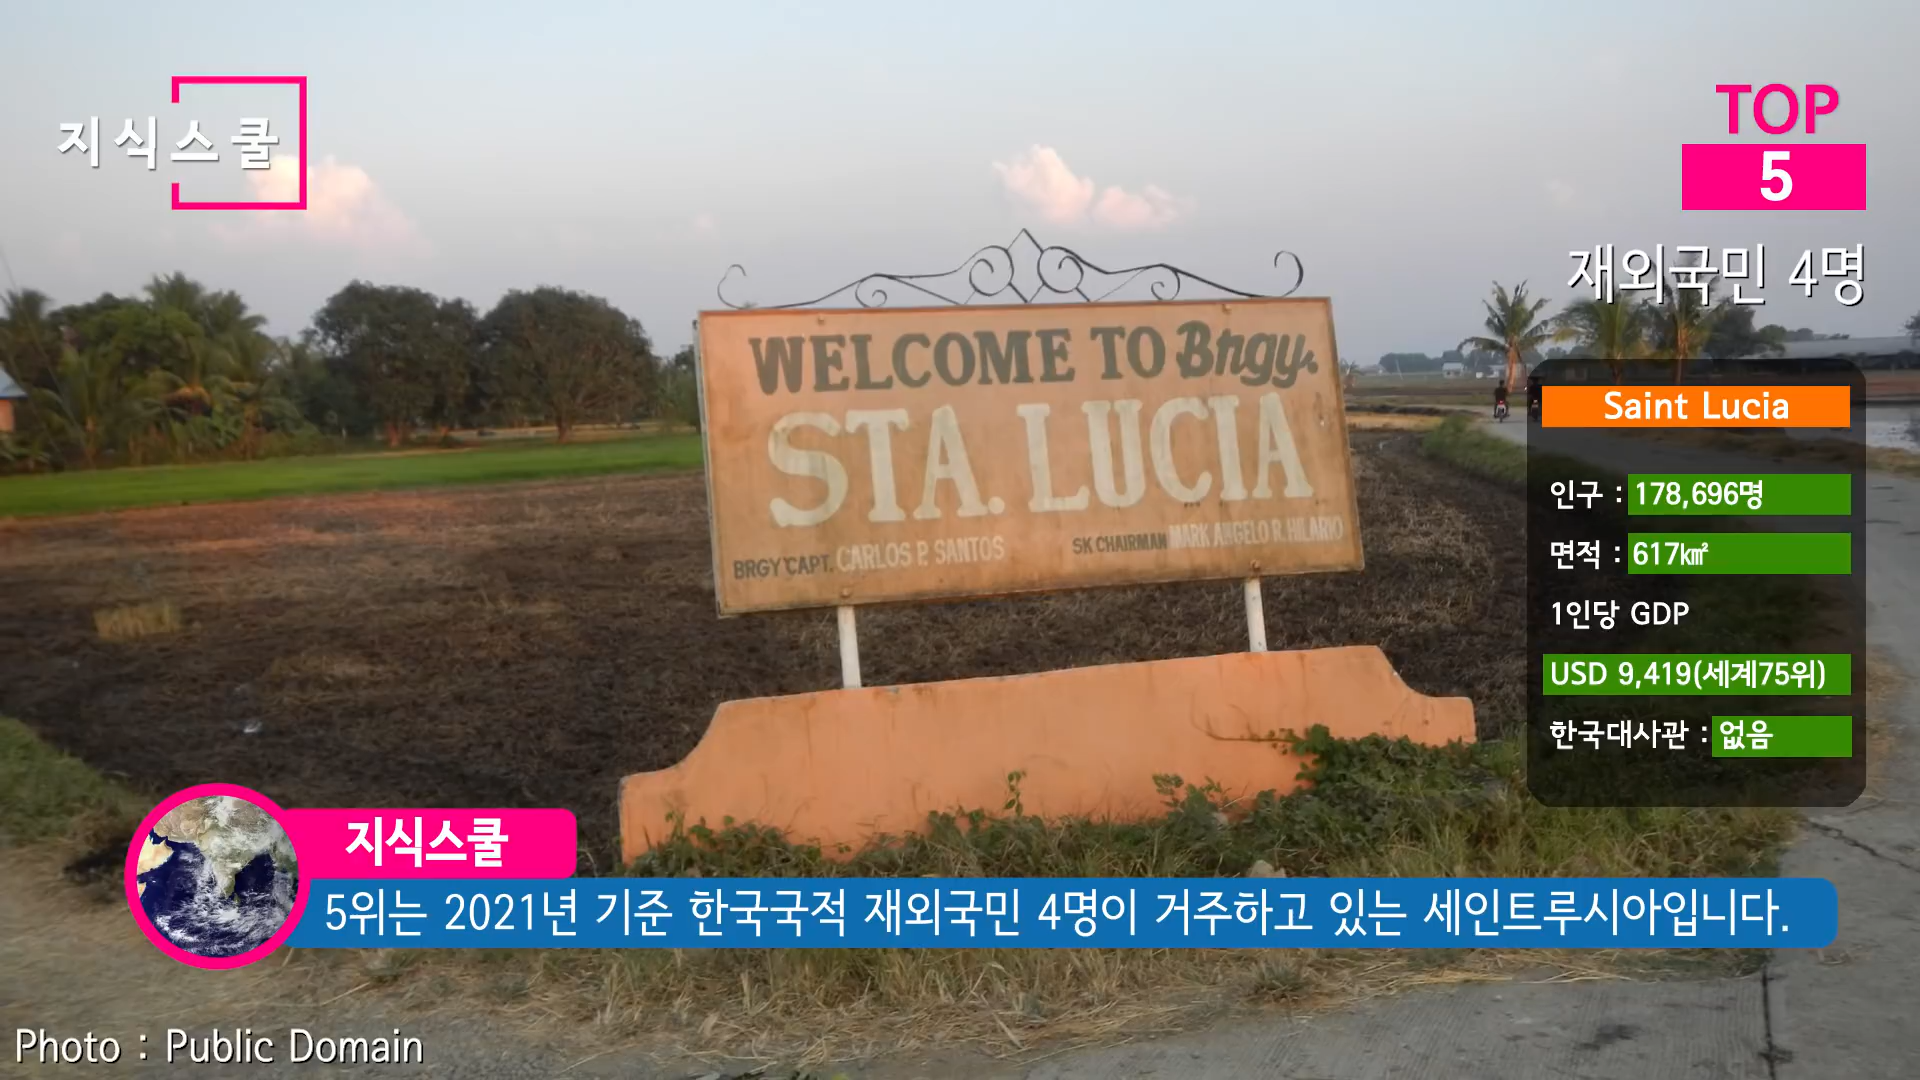 지식스쿨
TOP
5
재외국민 4명
WELCOME TO Brgy.
STA. LUCIA
BRGY CAPT. CARLOS P. SANTOS
SK CHAIRMAN MARK ANGELO R. HILARIO
Saint Lucia
인구 : 178,696명
면적 : 617㎢
1인당 GDP
USD 9,419(세계75위)
한국대사관 : 없음
지식스쿨
5위는 2021년 기준 한국국적 재외국민 4명이 거주하고 있는 세인트루시아입니다.
Photo : Public Domain